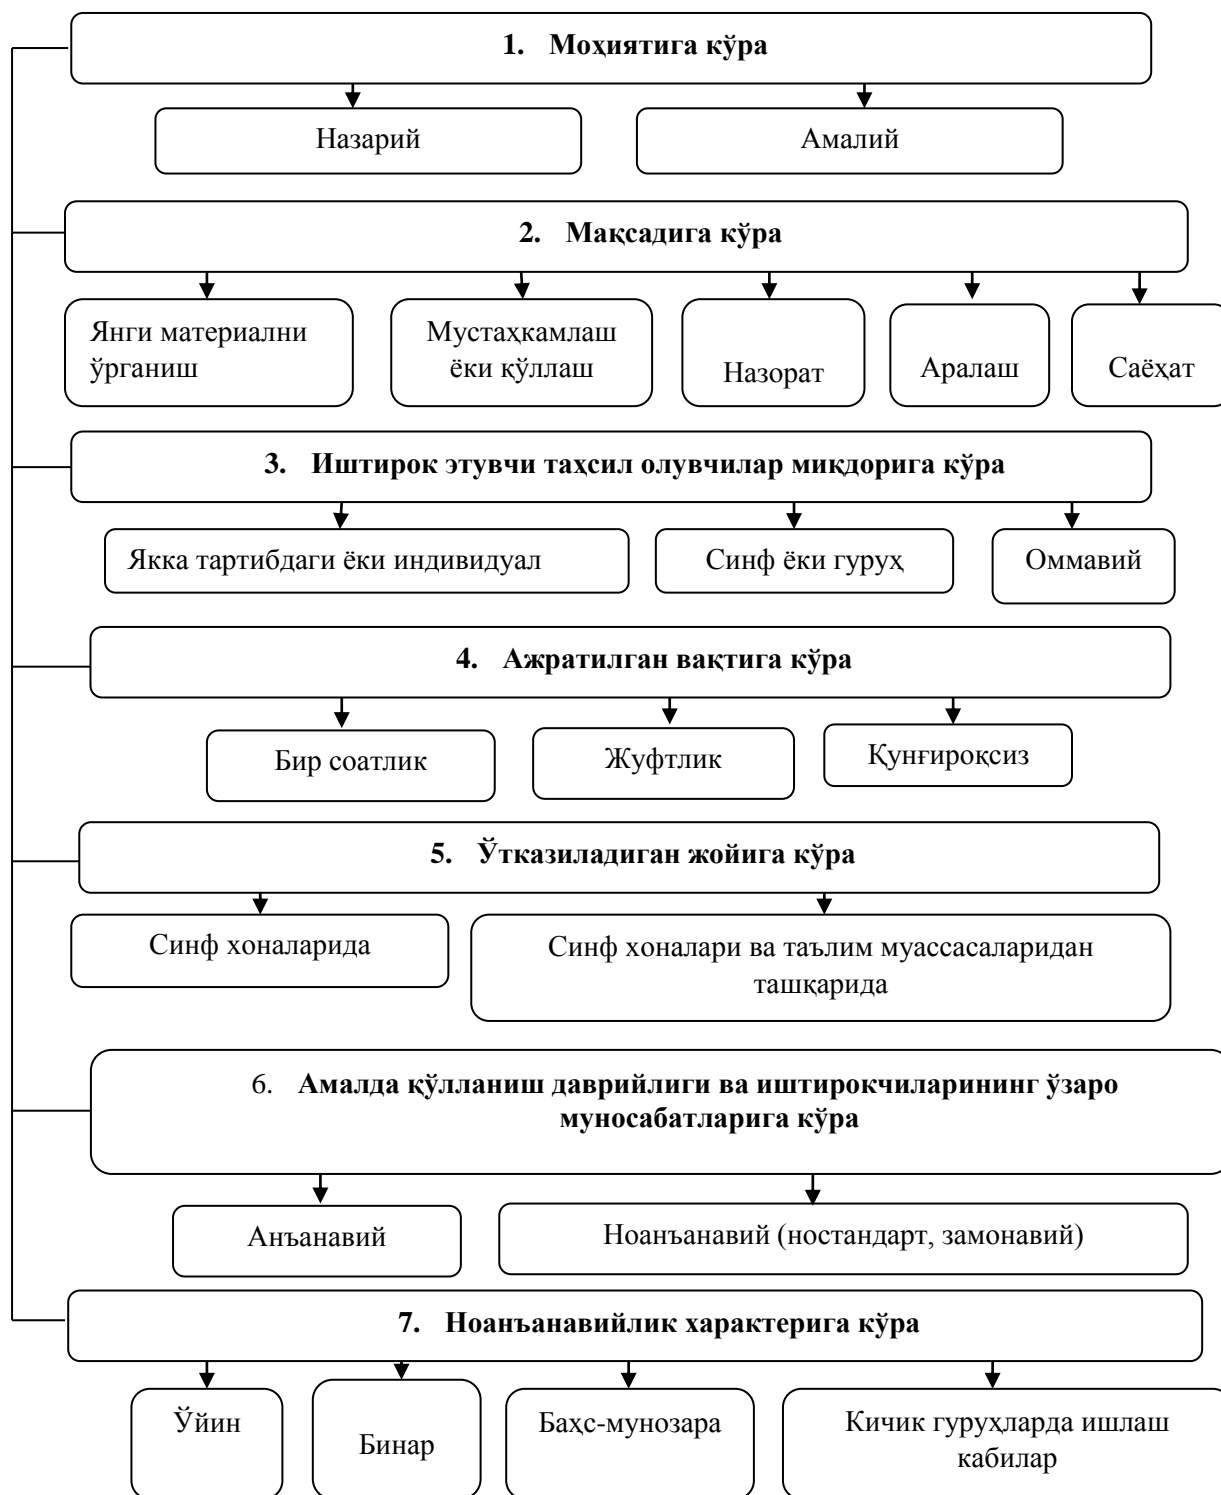 1. Моҳиятига кўра
Назарий
Амалий
2. Мақсадига кўра
Янги материални
ўрганиш
Мустаҳкамлаш
ёки қўллаш
Назорат
Аралаш
Саёҳат
3. Иштирок этувчи таҳсил олувчилар миқдорига кўра
Якка тартибдаги ёки индивидуал
Синф ёки гуруҳ
Оммавий
4. Ажратилган вақтига кўра
Бир соатлик
Жуфтлик
Қунғироқсиз
5. Ўтказиладиган жойига кўра
Синф хоналарида
Синф хоналари ва таълим муассасаларидан
ташқарида
6. Амалда қўлланиш даврийлиги ва иштирокчиларининг ўзаро
муносабатларига кўра
Анъанавий
Ноанъанавий (ностандарт, замонавий)
7. Ноанъанавийлик характерига кўра
Ўйин
Бинар
Баҳс-мунозара
Кичик гуруҳларда ишлаш
кабилар